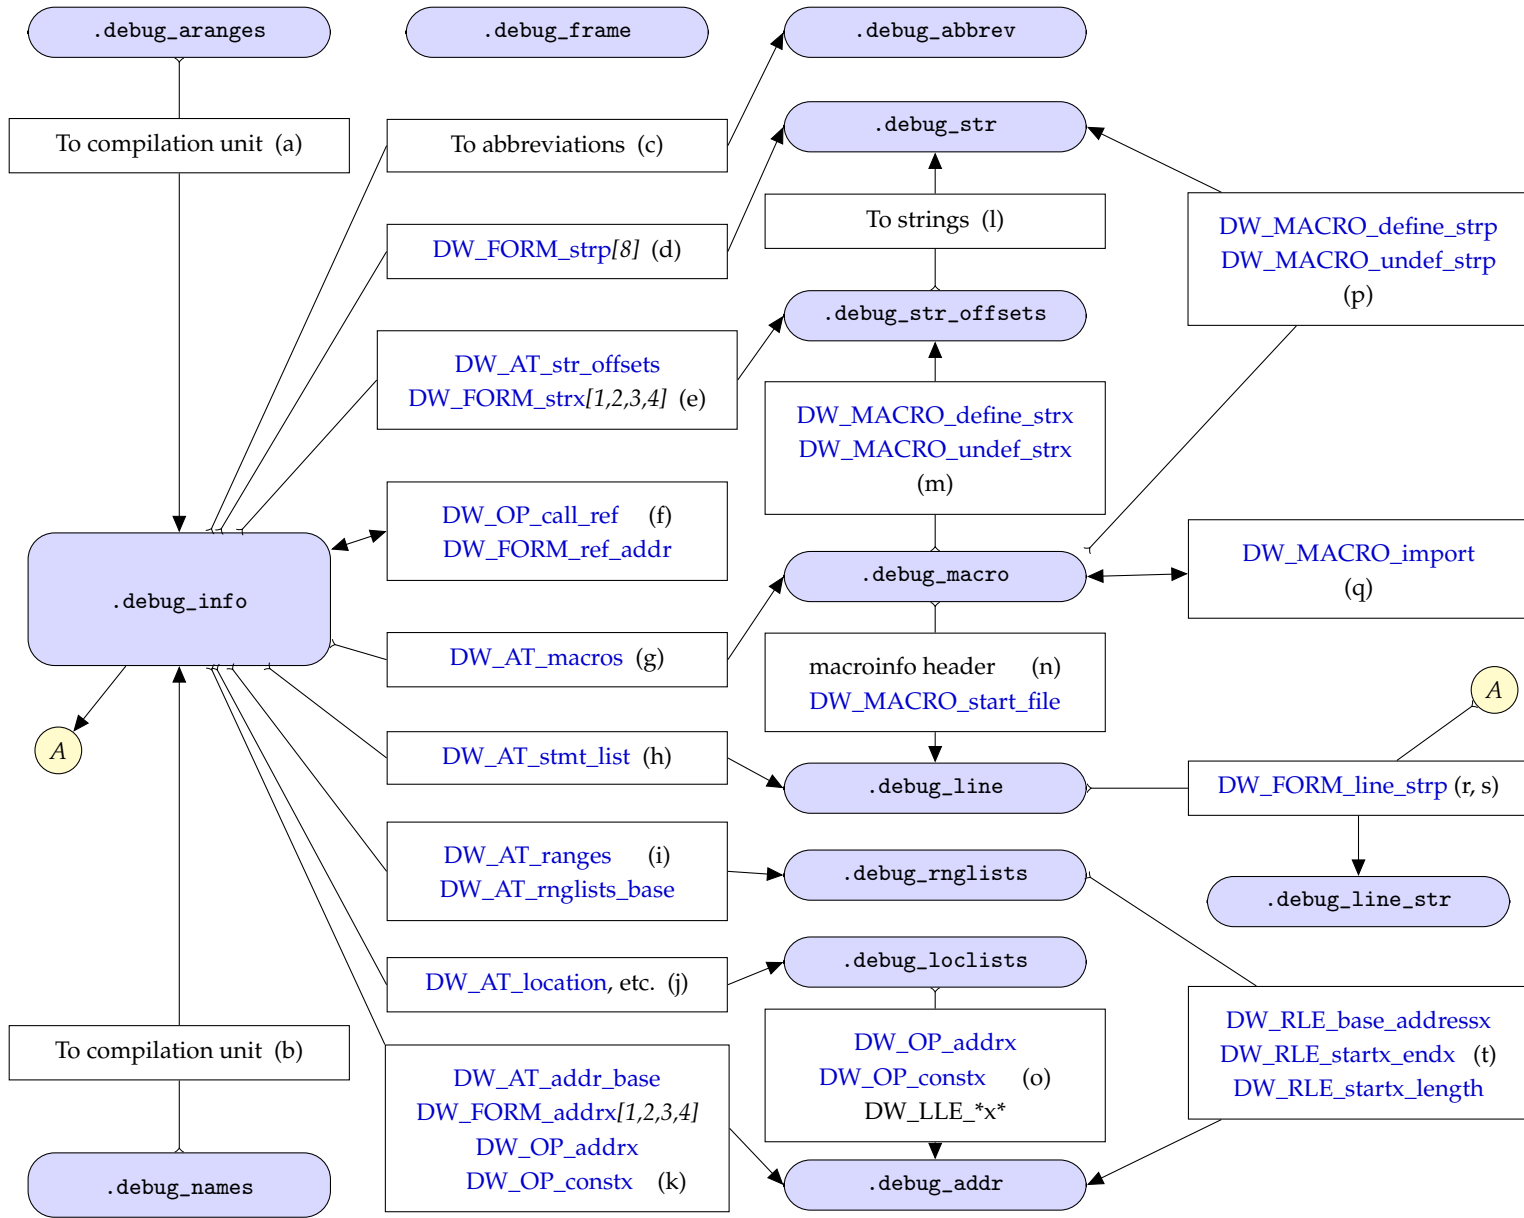 .debug_aranges
.debug_frame
.debug_abbrev
To compilation unit (a)
To abbreviations (c)
.debug_str
DW_FORM_strp[8] (d)
To strings (l)
DW_MACRO_define_strp
DW_MACRO_undef_strp
(p)
.debug_str_offsets
DW_AT_str_offsets
DW_FORM_strx[1,2,3,4] (e)
DW_MACRO_define_strx
DW_MACRO_undef_strx
(m)
DW_OP_call_ref (f)
DW_FORM_ref_addr
.debug_info
.debug_macro
DW_MACRO_import
(q)
DW_AT_macros (g)
macroinfo header (n)
DW_MACRO_start_file
A
A
DW_AT_stmt_list (h)
.debug_line
DW_FORM_line_strp (r, s)
DW_AT_ranges (i)
DW_AT_rnglists_base
.debug_rnglists
.debug_line_str
DW_AT_location, etc. (j)
.debug_loclists
To compilation unit (b)
DW_AT_addr_base
DW_FORM_addrx[1,2,3,4]
DW_OP_addrx
DW_OP_constx (k)
DW_OP_addrx
DW_OP_constx (o)
DW_LLE_*x*
DW_RLE_base_addressx
DW_RLE_startx_endx (t)
DW_RLE_startx_length
.debug_names
.debug_addr